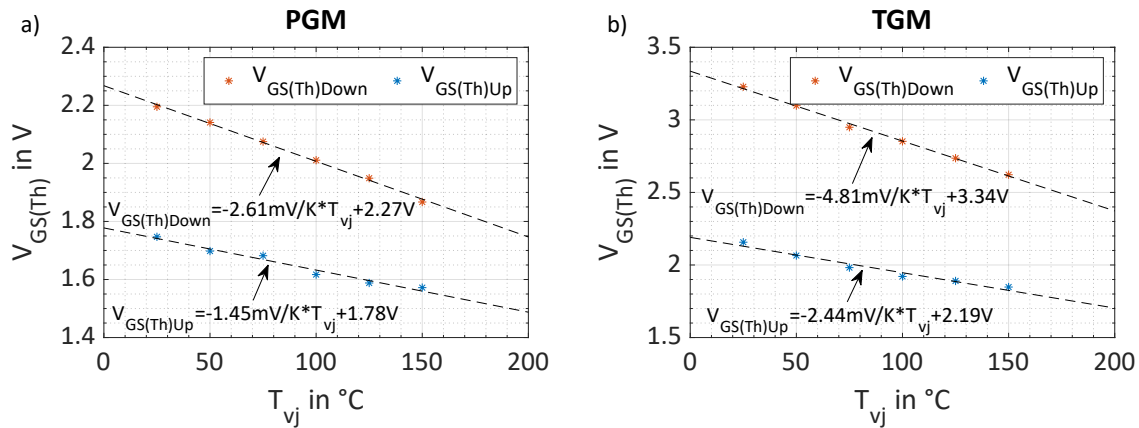 a)
PGM
2.4
2.2
2
1.8
1.6
1.4
V_GS(Th) in V
V_GS(Th)Down
V_GS(Th)Up
V_GS(Th)Down=-2.61mV/K*T_vj+2.27V
V_GS(Th)Up=-1.45mV/K*T_vj+1.78V
0 50 100 150 200
T_vj in °C
b)
TGM
3.5
3
2.5
2
1.5
V_GS(Th) in V
V_GS(Th)Down
V_GS(Th)Up
V_GS(Th)Down=-4.81mV/K*T_vj+3.34V
V_GS(Th)Up=-2.44mV/K*T_vj+2.19V
0 50 100 150 200
T_vj in °C